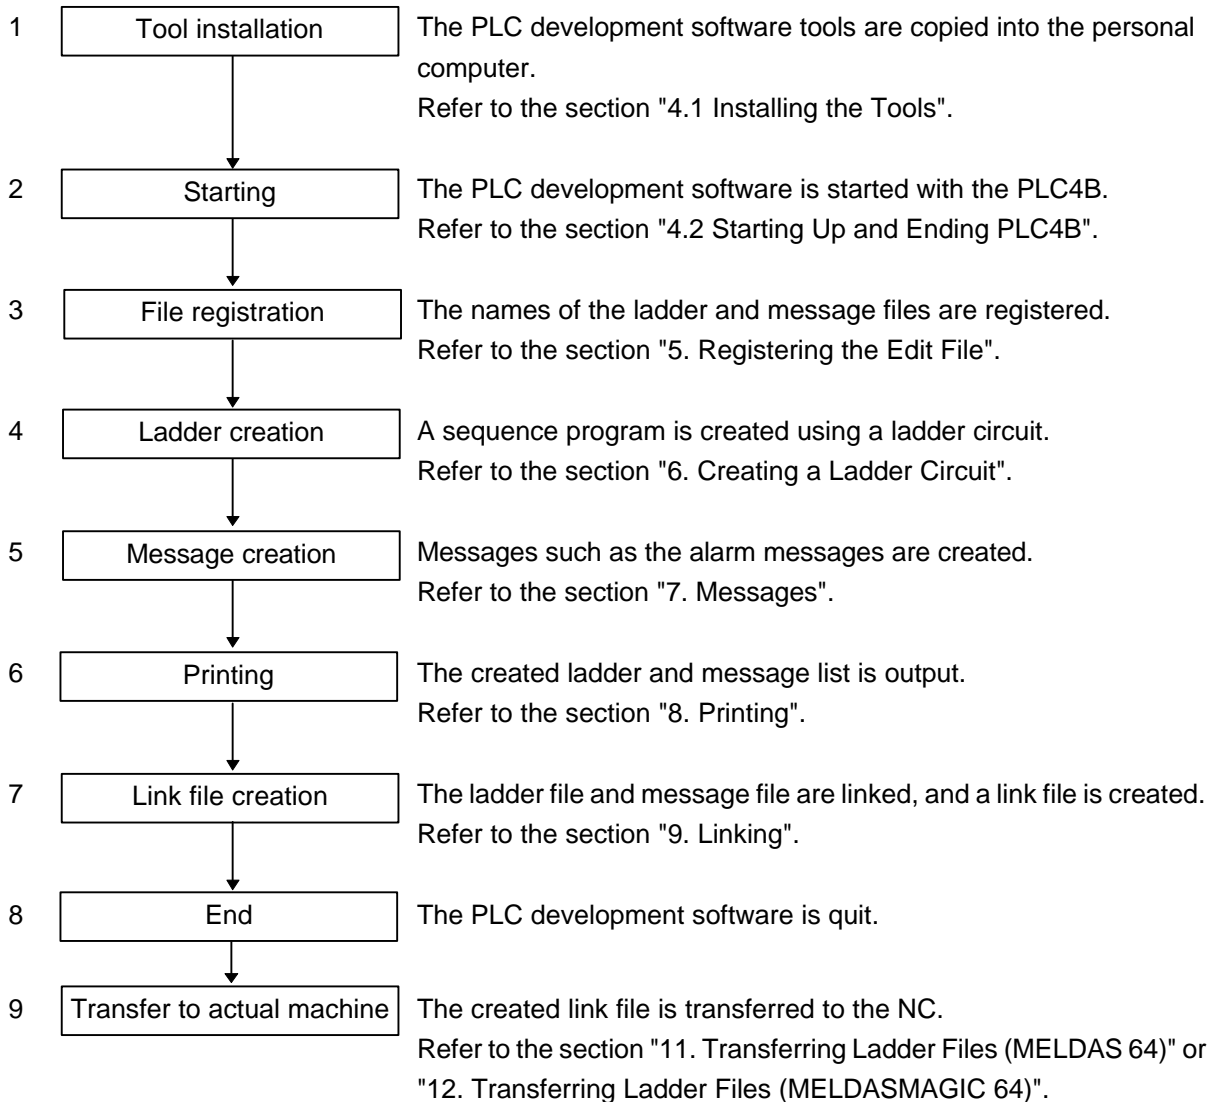 1 Tool installation The PLC development software tools are copied into the personal
computer.
Refer to the section "4.1 Installing the Tools".
2 Starting The PLC development software is started with the PLC4B.
Refer to the section "4.2 Starting Up and Ending PLC4B".
3 File registration The names of the ladder and message files are registered.
Refer to the section "5. Registering the Edit File".
4 Ladder creation A sequence program is created using a ladder circuit.
Refer to the section "6. Creating a Ladder Circuit".
5 Message creation Messages such as the alarm messages are created.
Refer to the section "7. Messages".
6 Printing The created ladder and message list is output.
Refer to the section "8. Printing".
7 Link file creation The ladder file and message file are linked, and a link file is created.
Refer to the section "9. Linking".
8 End The PLC development software is quit.
9 Transfer to actual machine The created link file is transferred to the NC.
Refer to the section "11. Transferring Ladder Files (MELDAS 64)" or
"12. Transferring Ladder Files (MELDASMAGIC 64)".